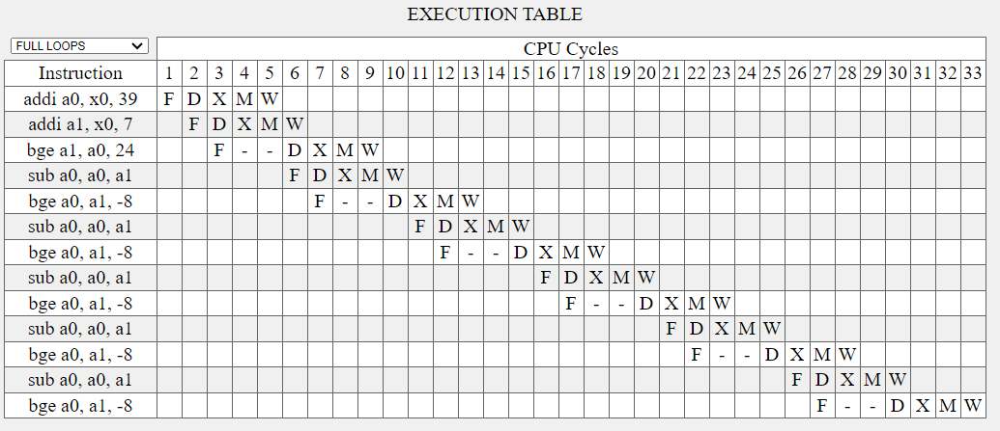 EXECUTION TABLE
FULL LOOPS CPU Cycles
Instruction 1 2 3 4 5 6 7 8 9 10 11 12 13 14 15 16 17 18 19 20 21 22 23 24 25 26 27 28 29 30 31 32 33
addi a0, x0, 39 F D X M W
addi a1, x0, 7 F D X M W
bge a1, a0, 24 F - - D X M W
sub a0, a0, a1 F D X M W
bge a0, a1, -8 F - - D X M W
sub a0, a0, a1 F D X M W
bge a0, a1, -8 F - - D X M W
sub a0, a0, a1 F D X M W
bge a0, a1, -8 F - - D X M W
sub a0, a0, a1 F D X M W
bge a0, a1, -8 F - - D X M W
sub a0, a0, a1 F D X M W
bge a0, a1, -8 F - - D X M W